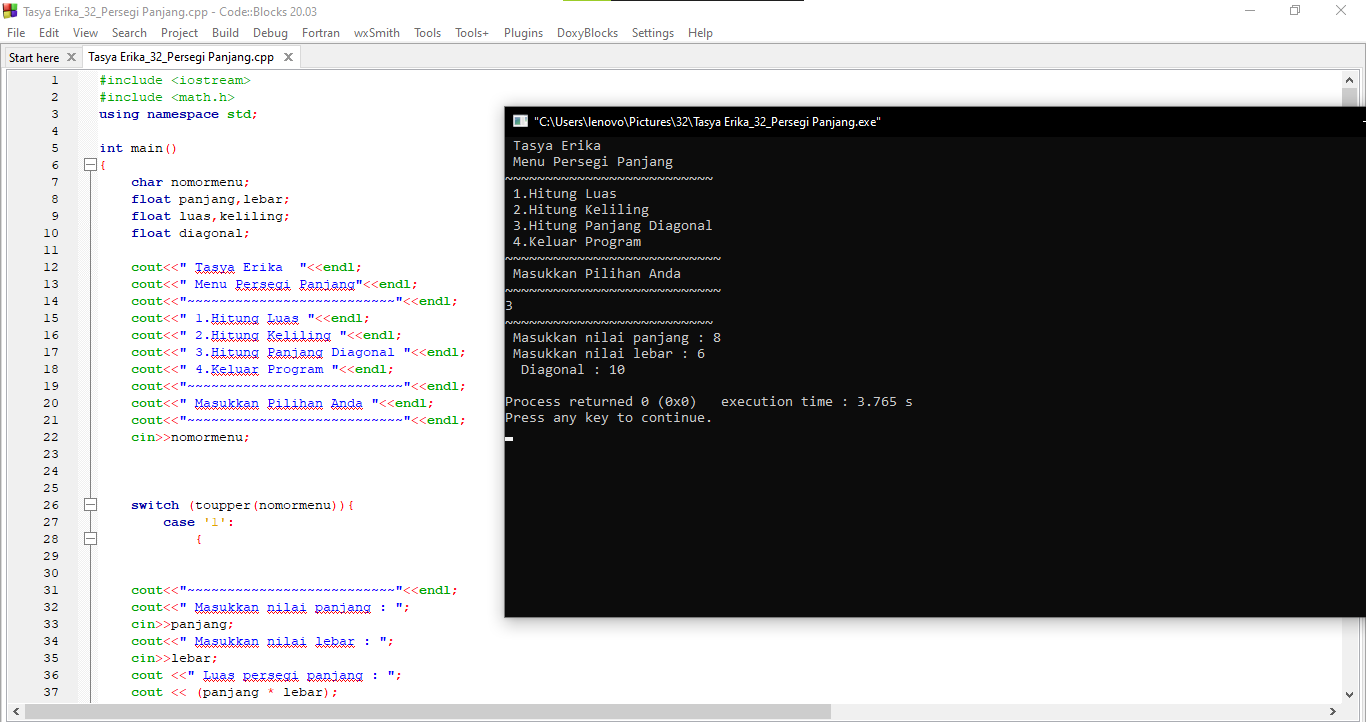 Tasya Erika_32_Persegi Panjang.cpp - Code::Blocks 20.03
File Edit View Search Project Build Debug Fortran wxSmith Tools Tools+ Plugins DoxyBlocks Settings Help
Start here Tasya Erika_32_Persegi Panjang.cpp
1 #include <iostream>
2 #include <math.h>
3 using namespace std;
4
5 int main()
6 {
7 char nomormenu;
8 float panjang,lebar;
9 float luas,keliling;
10 float diagonal;
11
12 cout<<" Tasya Erika  "<<endl;
13 cout<<" Menu Persegi Panjang"<<endl;
14 cout<<"~~~~~~~~~~~~~~~~~~~~~~~~~~"<<endl;
15 cout<<" 1.Hitung Luas "<<endl;
16 cout<<" 2.Hitung Keliling "<<endl;
17 cout<<" 3.Hitung Panjang Diagonal "<<endl;
18 cout<<" 4.Keluar Program "<<endl;
19 cout<<"~~~~~~~~~~~~~~~~~~~~~~~~~~~"<<endl;
20 cout<<" Masukkan Pilihan Anda "<<endl;
21 cout<<"~~~~~~~~~~~~~~~~~~~~~~~~~~~"<<endl;
22 cin>>nomormenu;
23
24
25
26 switch (toupper(nomormenu)){
27 case '1':
28 {
29
30
31 cout<<"~~~~~~~~~~~~~~~~~~~~~~~~~~"<<endl;
32 cout<<" Masukkan nilai panjang : ";
33 cin>>panjang;
34 cout<<" Masukkan nilai lebar : ";
35 cin>>lebar;
36 cout <<" Luas persegi panjang : ";
37 cout << (panjang * lebar);
"C:\Users\lenovo\Pictures\32\Tasya Erika_32_Persegi Panjang.exe"
Tasya Erika
Menu Persegi Panjang
~~~~~~~~~~~~~~~~~~~~~~~~~~
1.Hitung Luas
2.Hitung Keliling
3.Hitung Panjang Diagonal
4.Keluar Program
~~~~~~~~~~~~~~~~~~~~~~~~~~~
Masukkan Pilihan Anda
~~~~~~~~~~~~~~~~~~~~~~~~~~~
3
~~~~~~~~~~~~~~~~~~~~~~~~~~
Masukkan nilai panjang : 8
Masukkan nilai lebar : 6
Diagonal : 10
Process returned 0 (0x0)   execution time : 3.765 s
Press any key to continue.